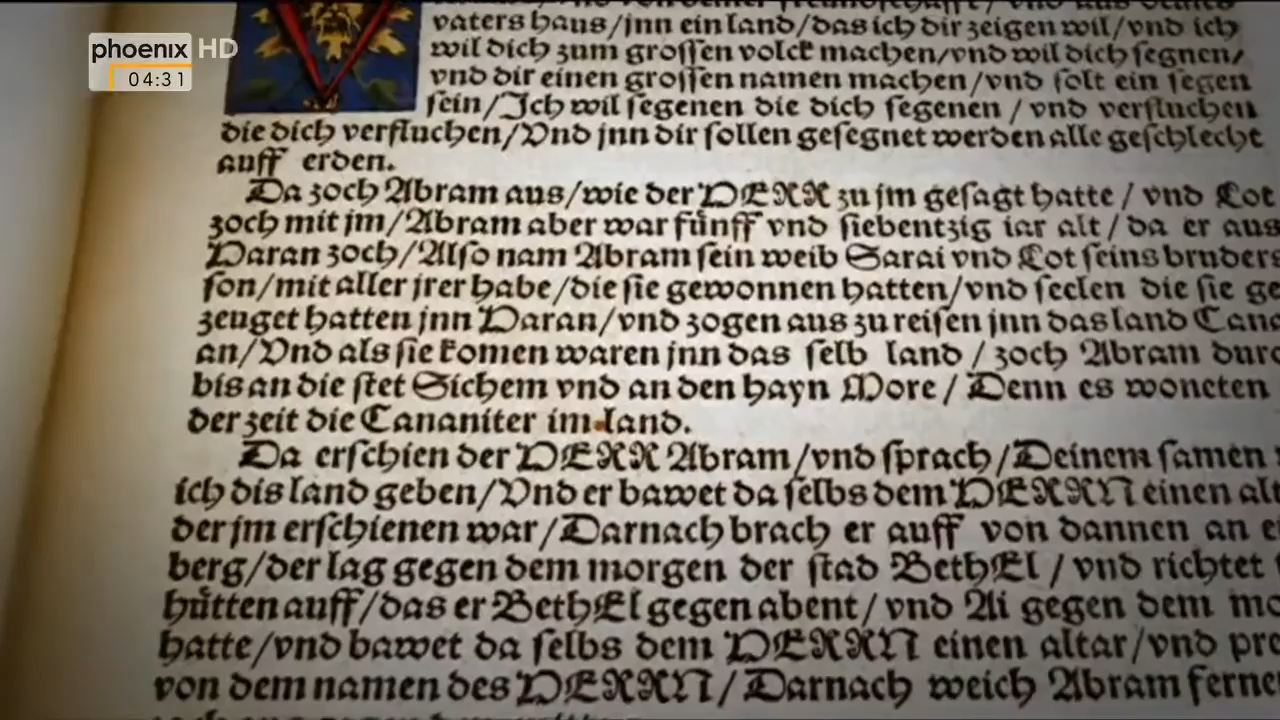 phoenix HD
04:31
von deiner freundschafft/vnd aus deines
vaters haus/jnn ein land/das ich dir zeigen wil/vnd ich
wil dich zum grossen volck machen/vnd wil dich segnen/
vnd dir einen grossen namen machen/vnd solt ein segen
sein/Ich wil segenen die dich segenen/vnd verfluchen
die dich verfluchen/Vnd jnn dir sollen gesegnet werden alle geschlecht
auff erden.
Da zoch Abram aus/wie der HERR zu jm gesagt hatte/vnd Lot
zoch mit jm/Abram aber war fünff vnd siebentzig iar alt/da er aus
Haran zoch/Also nam Abram sein weib Sarai vnd Lot seins bruders
son/mit aller jrer habe/die sie gewonnen hatten/vnd seelen die sie ge
zeuget hatten jnn Haran/vnd zogen aus zu reisen jnn das land Cana
an/Vnd als sie komen waren jnn das selb land/zoch Abram durc
bis an die stet Sichem vnd an den hayn More/Denn es woneten
der zeit die Cananiter im land.
Da erschien der HERR Abram/vnd sprach/Deinem samen
ich dis land geben/Vnd er bawet da selbs dem HERRN einen alt
der jm erschienen war/Darnach brach er auff von dannen an e
berg/der lag gegen dem morgen der stad BethEl/vnd richtet
hütten auff/das er BethEl gegen abent/vnd Ai gegen dem mo
hatte/vnd bawet da selbs dem HERRN einen altar/vnd pre
von dem namen des HERRN/Darnach weich Abram ferne